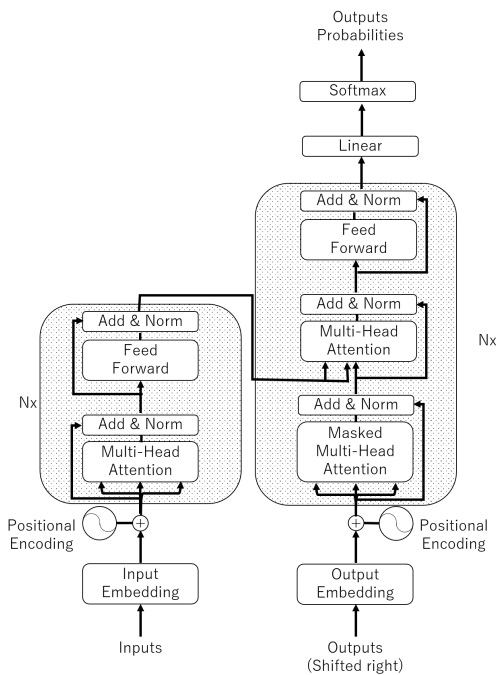 Outputs
Probabilities
Softmax
Linear
Add & Norm
Feed
Forward
Add & Norm
Multi-Head
Attention
Nx
Add & Norm
Masked
Multi-Head
Attention
Add & Norm
Feed
Forward
Nx
Add & Norm
Multi-Head
Attention
Positional
Encoding
+
+
Positional
Encoding
Input
Embedding
Output
Embedding
Inputs
Outputs
(Shifted right)